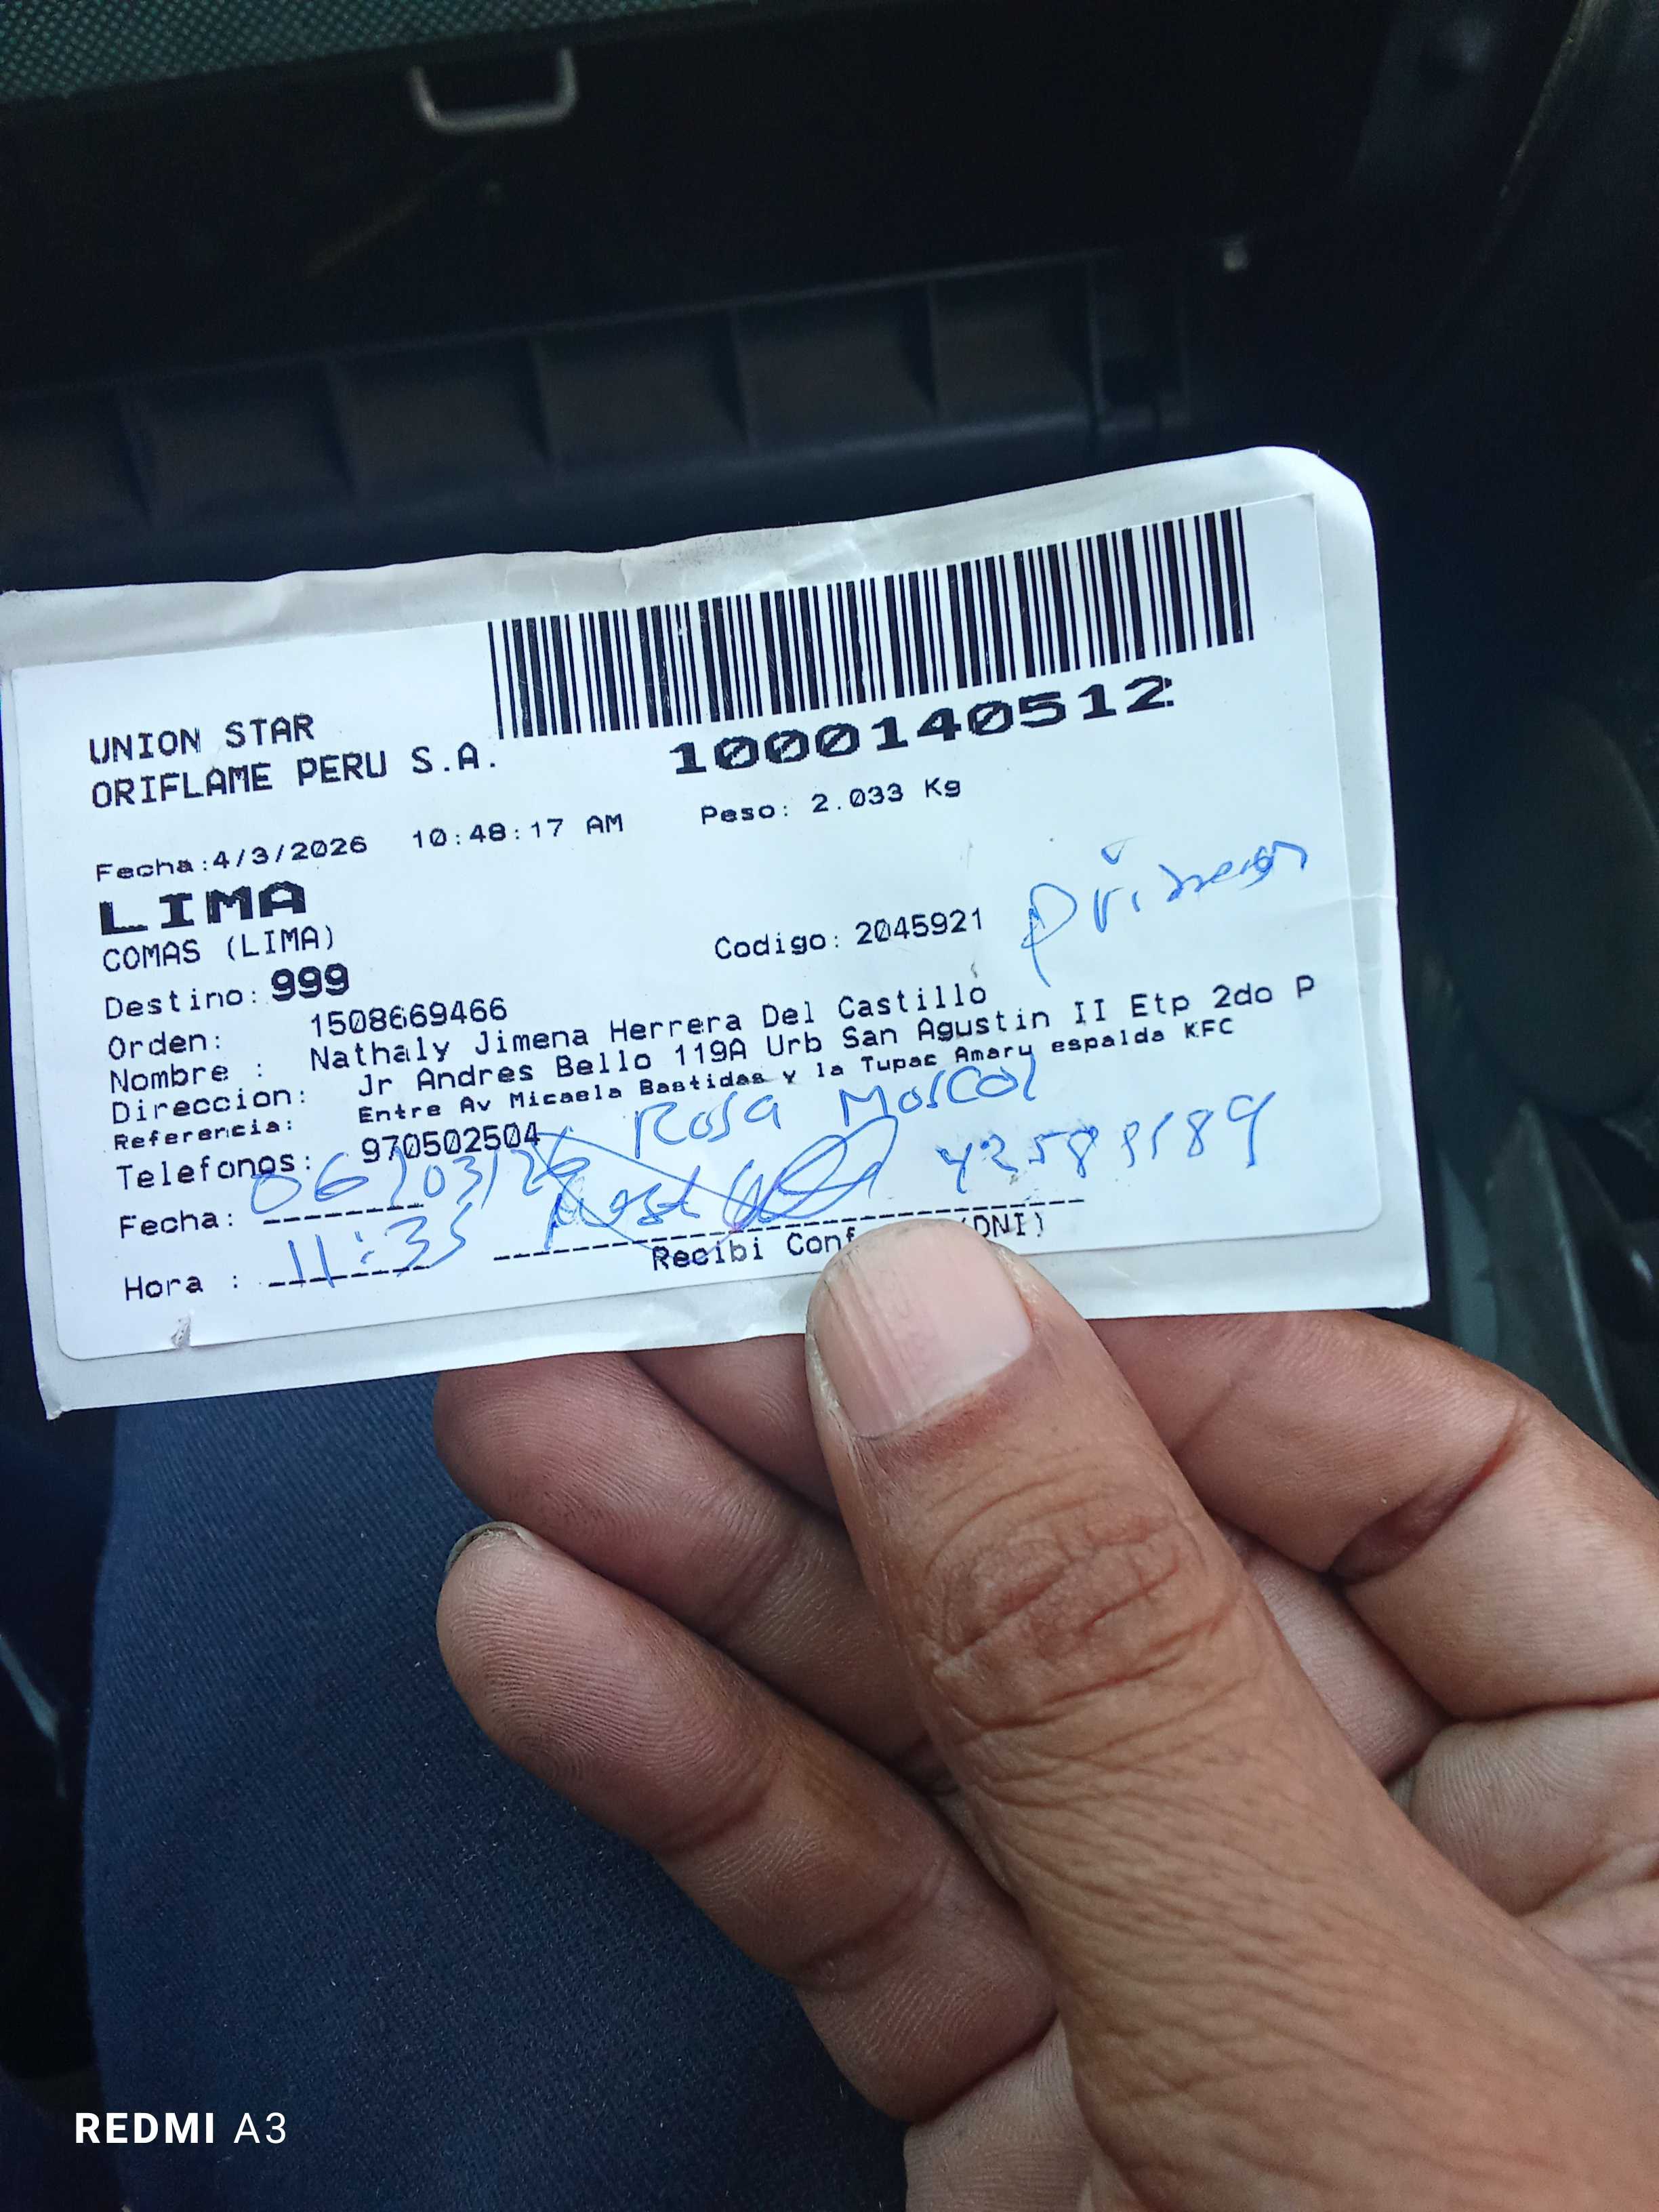 UNION STAR
ORIFLAME PERU S.A.
1000140512
Fecha:4/3/2026 10:48:17 AM Peso: 2.033 Kg
LIMA
COMAS (LIMA)
Codigo: 2045921
Destino: 999
Orden: 1508669466
Nombre : Nathaly Jimena Herrera Del Castillo
Direccion: Jr Andres Bello 119A Urb San Agustin II Etp 2do P
Referencia: Entre Av Micaela Bastidas y la Tupac Amaru espalda KFC
Telefonos: 970502504
Rosa Moscol
Fecha: 06/03/26
Hora : 11:35
Recibi Conf (DNI)
REDMI A3